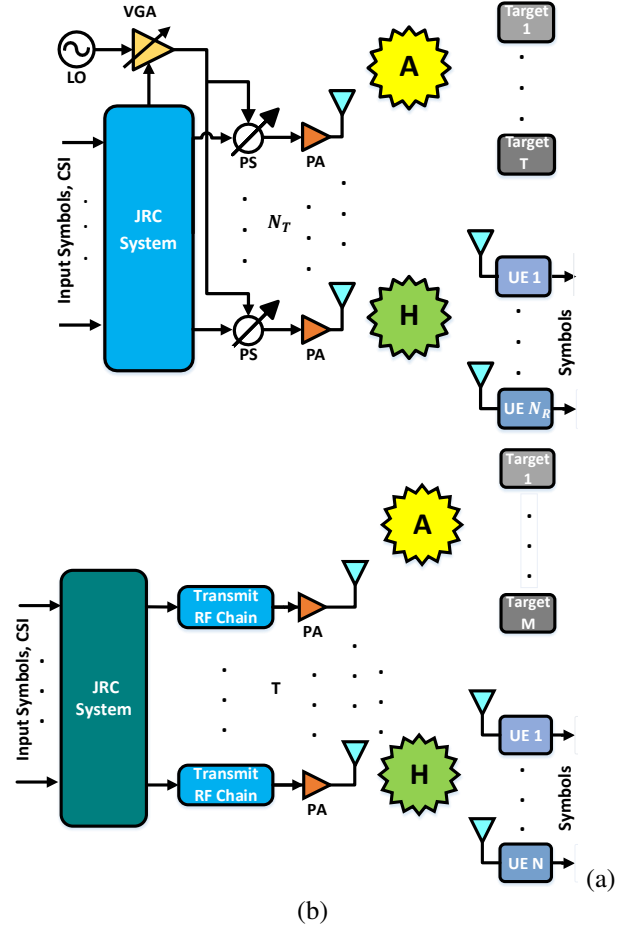 VGA
LO
Input Symbols, CSI
JRC
System
PS
PA
A
Target
1
Target
T
N_T
PS
PA
H
UE 1
UE N_R
Symbols
Input Symbols, CSI
JRC
System
Transmit
RF Chain
PA
A
Target
1
Target
M
T
Transmit
RF Chain
PA
H
UE 1
UE N
Symbols
(a)
(b)